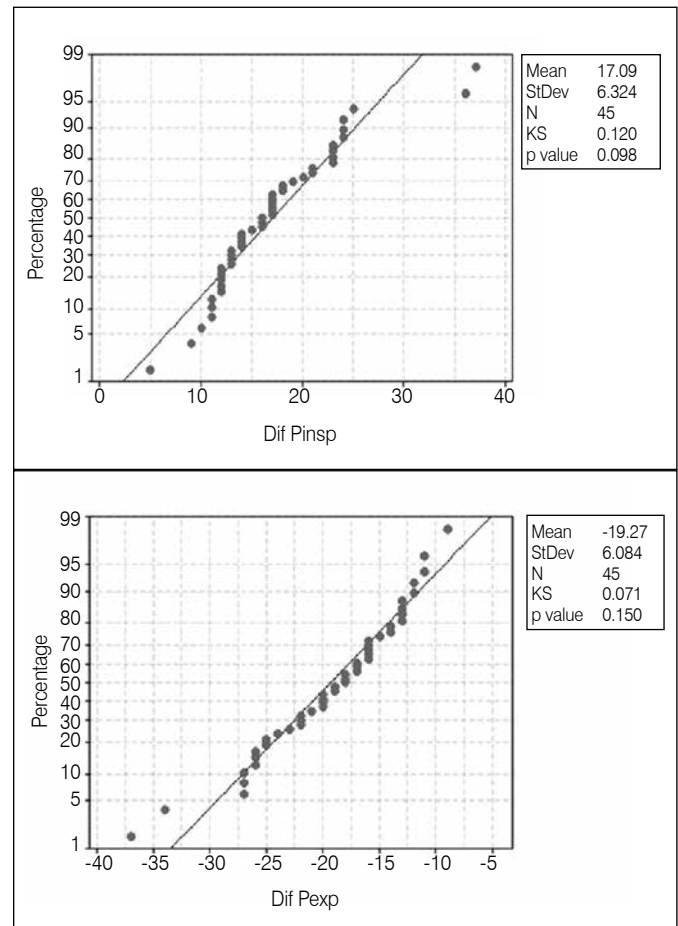 99
95
90
80
70
60
50
40
30
20
10
5
1
Percentage
0 10 20 30 40
Dif Pinsp
Mean 17.09
StDev 6.324
N 45
KS 0.120
p value 0.098
99
95
90
80
70
60
50
40
30
20
10
5
1
Percentage
-40 -35 -30 -25 -20 -15 -10 -5
Dif Pexp
Mean -19.27
StDev 6.084
N 45
KS 0.071
p value 0.150